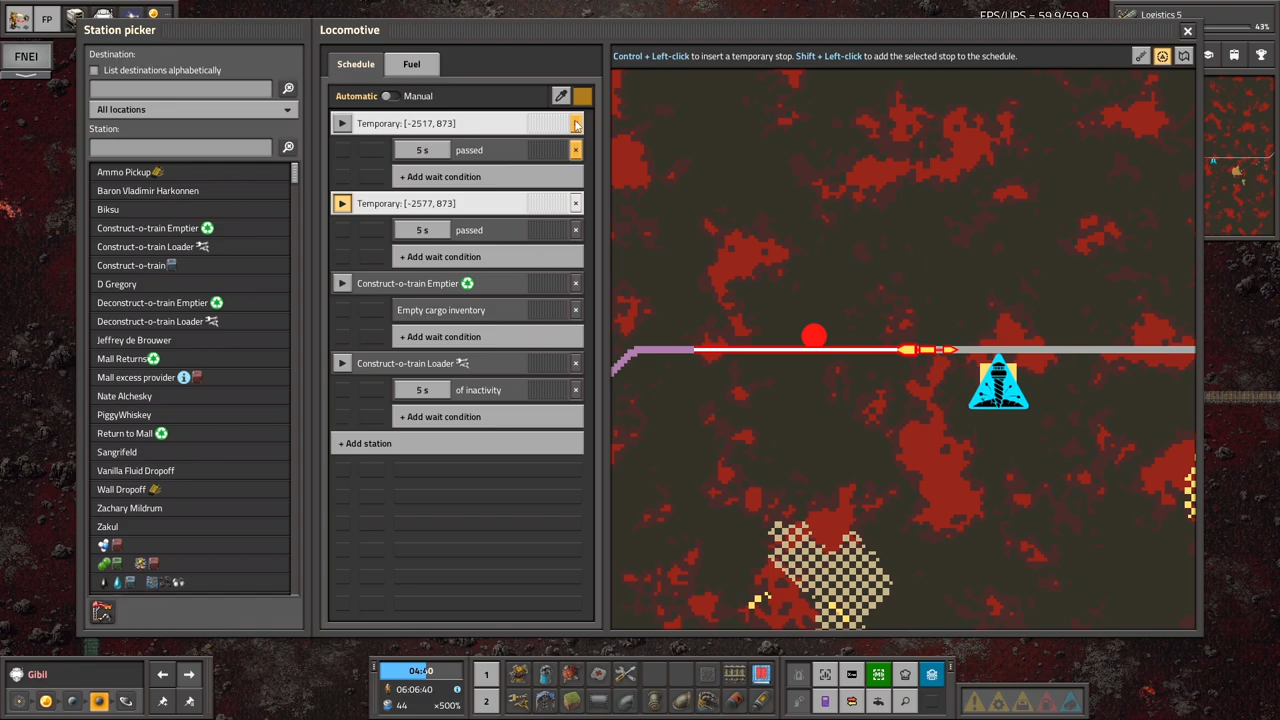 FP
FNEI
FPS/UPS = 59.9/59.9
Logistics 5
43%
Station picker
Destination:
List destinations alphabetically
All locations
Station:
Ammo Pickup
Baron Vladimir Harkonnen
Biksu
Construct-o-train Emptier
Construct-o-train Loader
Construct-o-train
D Gregory
Deconstruct-o-train Emptier
Deconstruct-o-train Loader
Jeffrey de Brouwer
Mall Returns
Mall excess provider
Nate Alchesky
PiggyWhiskey
Return to Mall
Sangrifeld
Vanilla Fluid Dropoff
Wall Dropoff
Zachary Mildrum
Zakul
Locomotive
Schedule
Fuel
Automatic
Manual
Temporary: [-2517, 873]
5 s passed
+ Add wait condition
Temporary: [-2577, 873]
5 s passed
+ Add wait condition
Construct-o-train Emptier
Empty cargo inventory
+ Add wait condition
Construct-o-train Loader
5 s of inactivity
+ Add wait condition
+ Add station
Control + Left-click to insert a temporary stop. Shift + Left-click to add the selected stop to the schedule.
Gibil
06:06:40
44
×500%
1
2